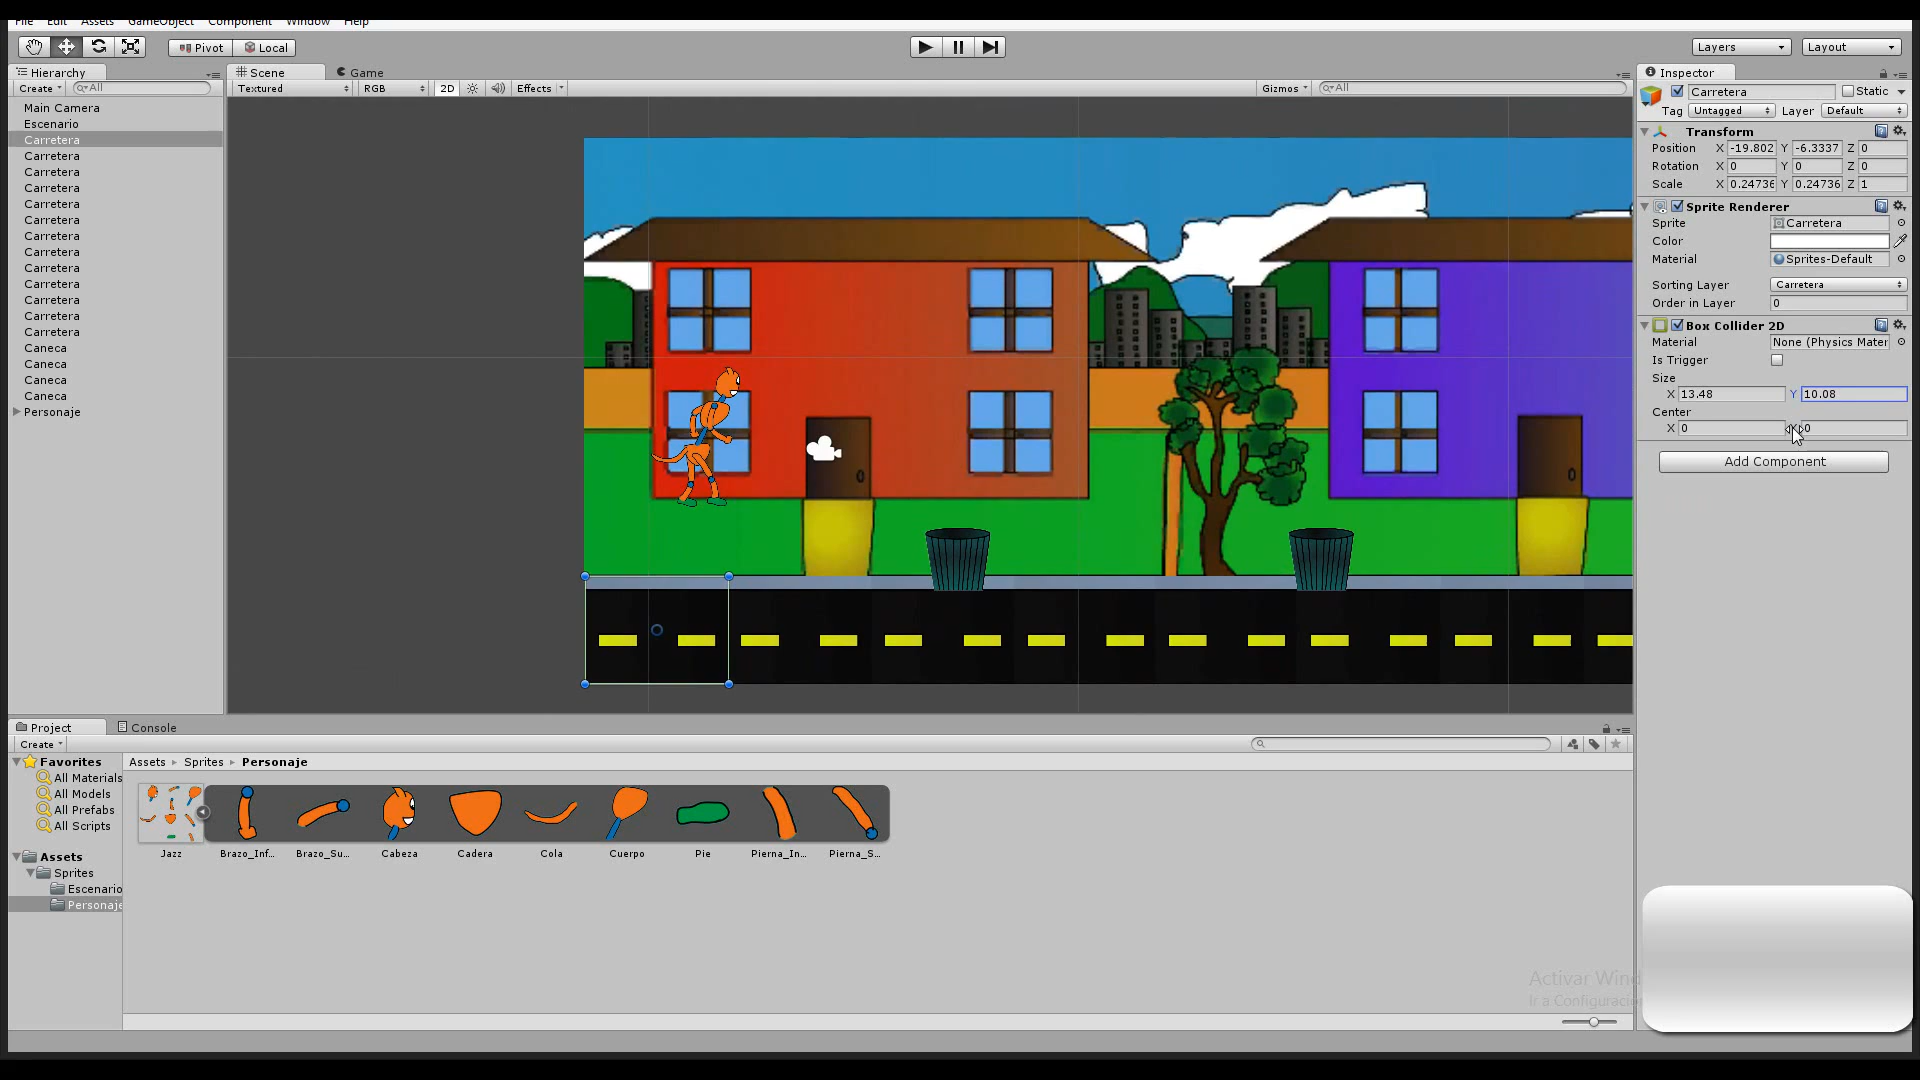 File Edit Assets GameObject Component Window Help
Pivot Local Layers Layout
Hierarchy
Create All
Main Camera
Escenario
Carretera
Carretera
Carretera
Carretera
Carretera
Carretera
Carretera
Carretera
Carretera
Carretera
Carretera
Carretera
Carretera
Caneca
Caneca
Caneca
Caneca
Personaje
Scene Game
Textured RGB 2D Effects Gizmos All
Inspector
Carretera Static
Tag Untagged Layer Default
Transform
Position X -19.802 Y -6.3337 Z 0
Rotation X 0 Y 0 Z 0
Scale X 0.24736 Y 0.24736 Z 1
Sprite Renderer
Sprite Carretera
Color
Material Sprites-Default
Sorting Layer Carretera
Order in Layer 0
Box Collider 2D
Material None (Physics Mater
Is Trigger
Size
X 13.48 Y 10.08
Center
X 0 0
Add Component
Project Console
Create
Favorites
All Materials
All Models
All Prefabs
All Scripts
Assets
Sprites
Escenario
Personaje
Assets Sprites Personaje
Jazz Brazo_Inf... Brazo_Su... Cabeza Cadera Cola Cuerpo Pie Pierna_In... Pierna_S...
Activar Wind
Ir a Configuració